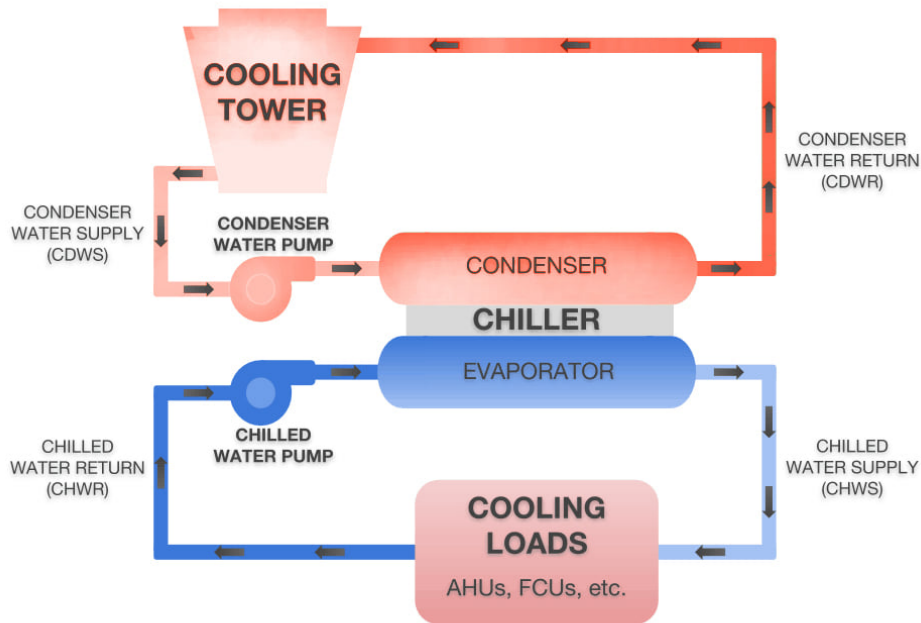 COOLING
TOWER
CONDENSER
WATER RETURN
(CDWR)
CONDENSER
WATER SUPPLY
(CDWS)
CONDENSER
WATER PUMP
CONDENSER
CHILLER
EVAPORATOR
CHILLED
WATER PUMP
CHILLED
WATER RETURN
(CHWR)
CHILLED
WATER SUPPLY
(CHWS)
COOLING
LOADS
AHUs, FCUs, etc.